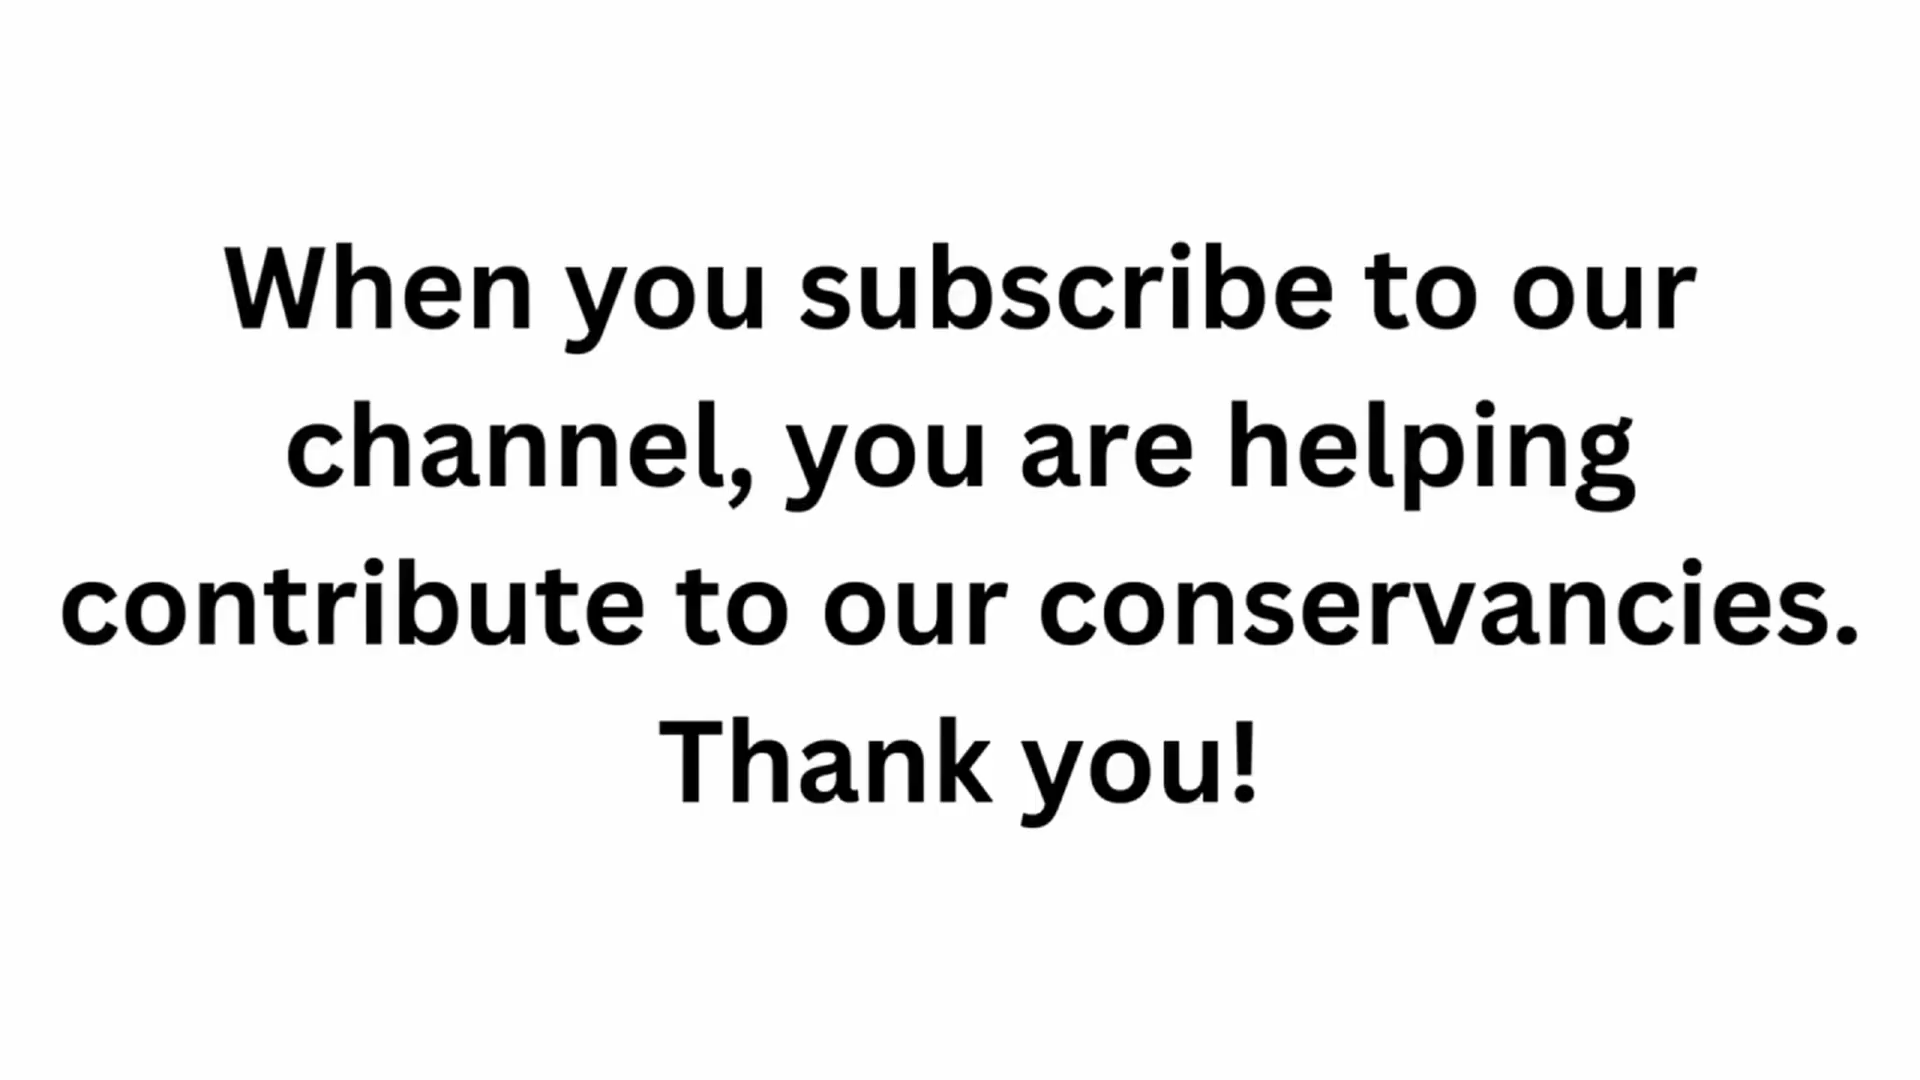 When you subscribe to our
channel, you are helping
contribute to our conservancies.
Thank you!